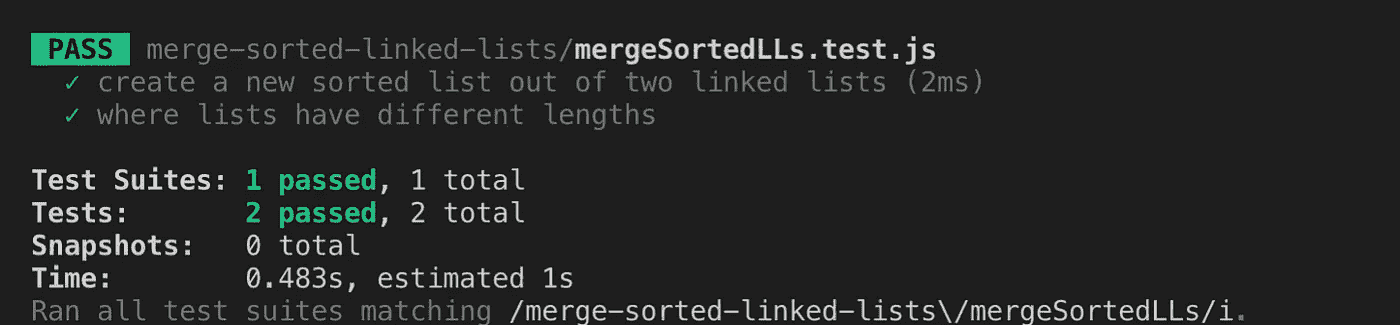 PASS merge-sorted-linked-lists/mergeSortedLLs.test.js
✓ create a new sorted list out of two linked lists (2ms)
✓ where lists have different lengths
Test Suites: 1 passed, 1 total
Tests: 2 passed, 2 total
Snapshots: 0 total
Time: 0.483s, estimated 1s
Ran all test suites matching /merge-sorted-linked-lists\/mergeSortedLLs/i.